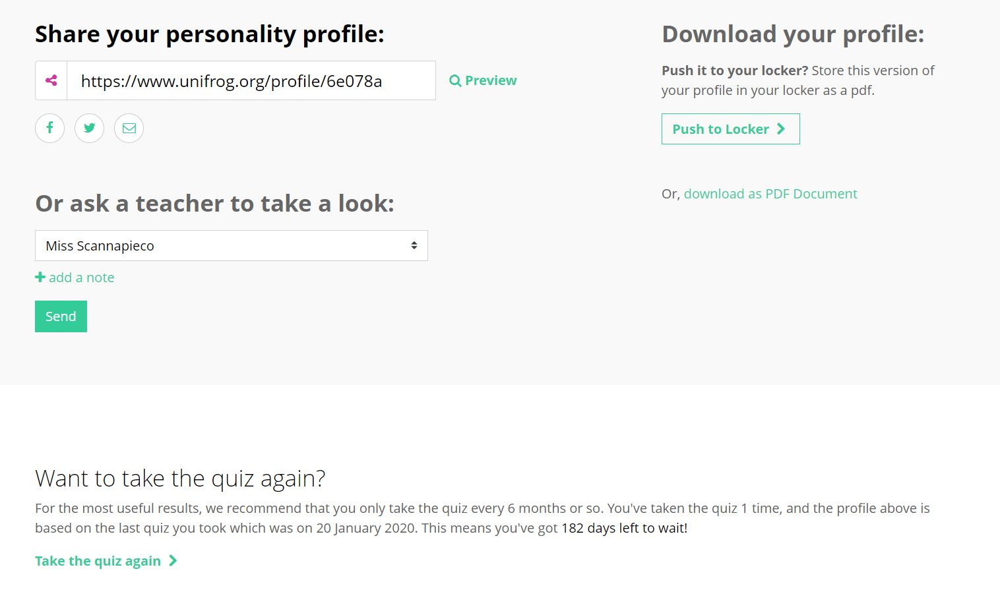 Share your personality profile:
https://www.unifrog.org/profile/6e078a
Preview
Or ask a teacher to take a look:
Miss Scannapieco
add a note
Send
Download your profile:
Push it to your locker? Store this version of
your profile in your locker as a pdf.
Push to Locker
Or, download as PDF Document
Want to take the quiz again?
For the most useful results, we recommend that you only take the quiz every 6 months or so. You've taken the quiz 1 time, and the profile above is
based on the last quiz you took which was on 20 January 2020. This means you've got 182 days left to wait!
Take the quiz again